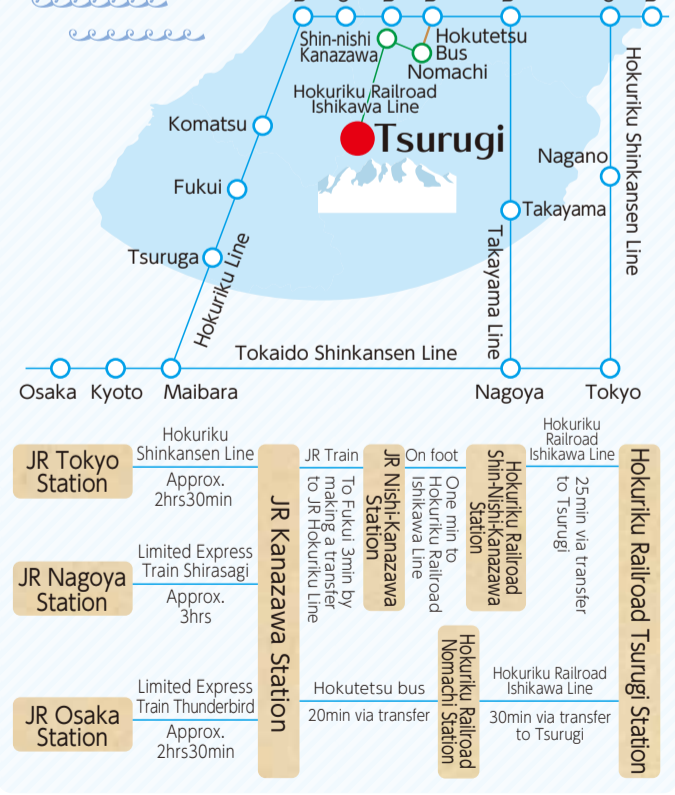 Shin-nishi
Kanazawa
Hokutetsu
Bus
Nomachi
Hokuriku Railroad
Ishikawa Line
Tsurugi
Komatsu
Fukui
Tsuruga
Hokuriku Line
Nagano
Hokuriku Shinkansen Line
Takayama
Takayama Line
Tokaido Shinkansen Line
Osaka
Kyoto
Maibara
Nagoya
Tokyo
JR Tokyo
Station
Hokuriku
Shinkansen Line
Approx.
2hrs30min
JR Nagoya
Station
Limited Express
Train Shirasagi
Approx.
3hrs
JR Osaka
Station
Limited Express
Train Thunderbird
Approx.
2hrs30min
JR Kanazawa Station
JR Train
To Fukui 3min by
making a transfer
to JR Hokuriku Line
JR Nishi-Kanazawa
Station
On foot
One min to
Hokuriku Railroad
Ishikawa Line
Hokuriku Railroad
Shin-Nishi-Kanazawa
Station
Hokuriku
Railroad
Ishikawa Line
25min via transfer
to Tsurugi
Hokutetsu bus
20min via transfer
Hokuriku Railroad
Nomachi Station
Hokuriku Railroad
Ishikawa Line
30min via transfer
to Tsurugi
Hokuriku Railroad Tsurugi Station